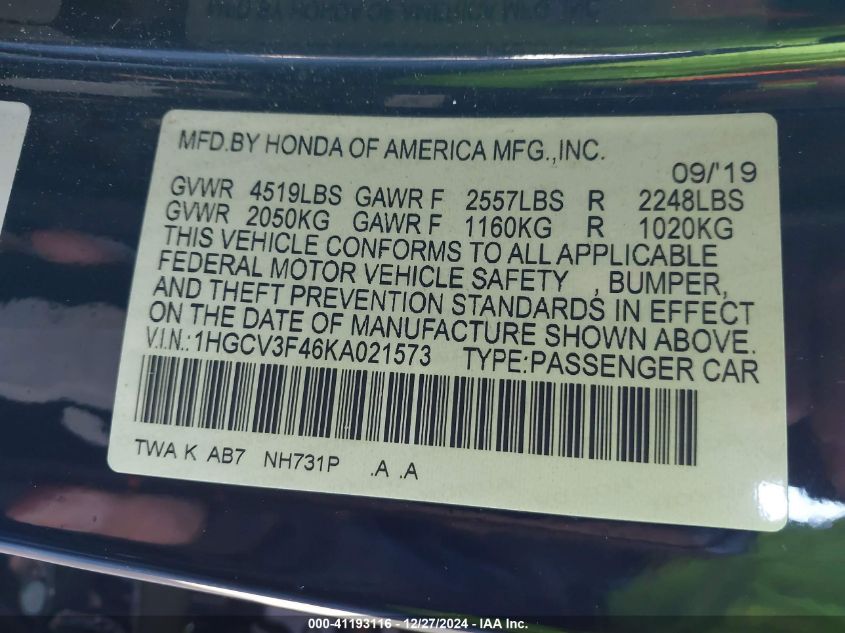 MFD.BY HONDA OF AMERICA MFG.,INC.
09/'19
GVWR 4519LBS GAWR F 2557LBS R 2248LBS
GVWR 2050KG GAWR F 1160KG R 1020KG
THIS VEHICLE CONFORMS TO ALL APPLICABLE
FEDERAL MOTOR VEHICLE SAFETY , BUMPER,
AND THEFT PREVENTION STANDARDS IN EFFECT
ON THE DATE OF MANUFACTURE SHOWN ABOVE.
V.I.N.:1HGCV3F46KA021573 TYPE:PASSENGER CAR
TWA K AB7 NH731P .A .A
000-41193116 - 12/27/2024 - IAAI.COM